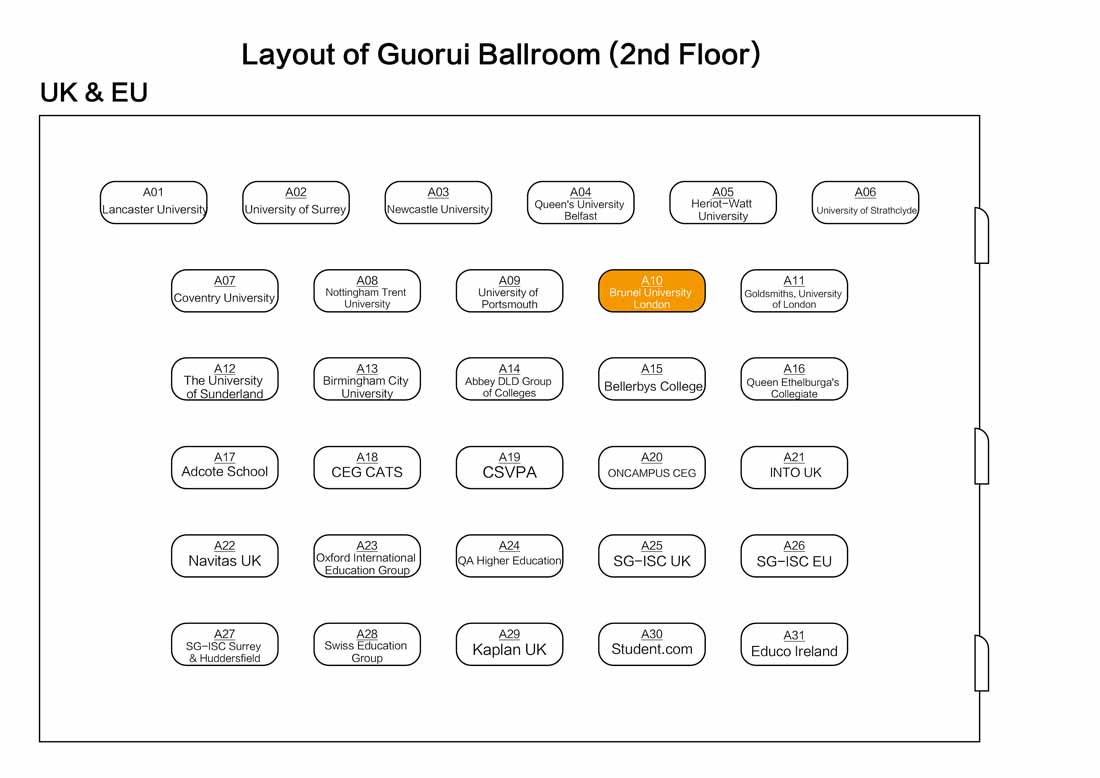 Layout of Guorui Ballroom (2nd Floor)
UK & EU
A01
Lancaster University
A02
University of Surrey
A03
Newcastle University
A04
Queen's University
Belfast
A05
Heriot-Watt
University
A06
University of Strathclyde
A07
Coventry University
A08
Nottingham Trent
University
A09
University of
Portsmouth
A10
Brunel University
London
A11
Goldsmiths, University
of London
A12
The University
of Sunderland
A13
Birmingham City
University
A14
Abbey DLD Group
of Colleges
A15
Bellerbys College
A16
Queen Ethelburga's
Collegiate
A17
Adcote School
A18
CEG CATS
A19
CSVPA
A20
ONCAMPUS CEG
A21
INTO UK
A22
Navitas UK
A23
Oxford International
Education Group
A24
QA Higher Education
A25
SG-ISC UK
A26
SG-ISC EU
A27
SG-ISC Surrey
& Huddersfield
A28
Swiss Education
Group
A29
Kaplan UK
A30
Student.com
A31
Educo Ireland